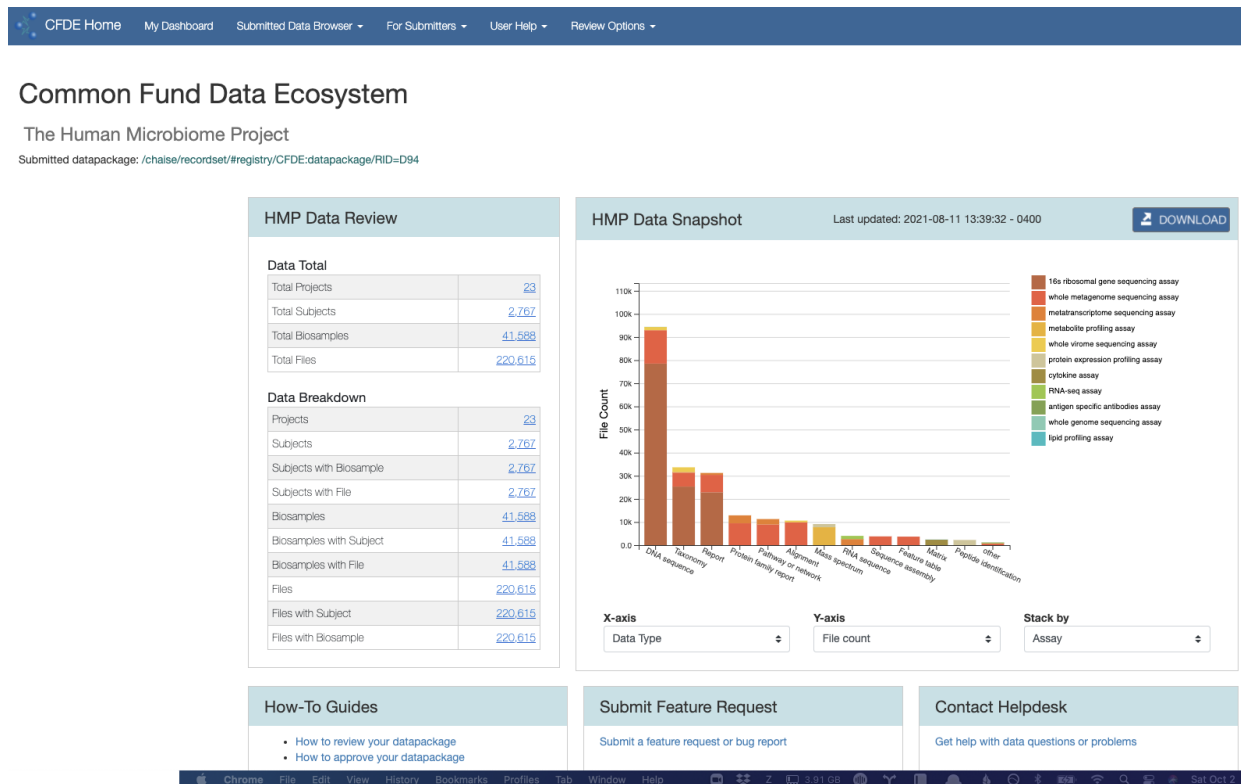 CFDE Home My Dashboard Submitted Data Browser For Submitters User Help Review Options
Common Fund Data Ecosystem
The Human Microbiome Project
Submitted datapackage: /chaise/recordset/#registry/CFDE:datapackage/RID=D94
HMP Data Review
Data Total
Total Projects 23
Total Subjects 2,767
Total Biosamples 41,588
Total Files 220,615
Data Breakdown
Projects 23
Subjects 2,767
Subjects with Biosample 2,767
Subjects with File 2,767
Biosamples 41,588
Biosamples with Subject 41,588
Biosamples with File 41,588
Files 220,615
Files with Subject 220,615
Files with Biosample 220,615
HMP Data Snapshot Last updated: 2021-08-11 13:39:32 - 0400 DOWNLOAD
File Count
110k
100k
90k
80k
70k
60k
50k
40k
30k
20k
10k
0.0
DNA sequence
Taxonomy
Report
Protein family report
Pathway or network
Alignment
Mass spectrum
RNA sequence
Sequence assembly
Feature table
Matrix
Peptide identification
other
16s ribosomal gene sequencing assay
whole metagenome sequencing assay
metatranscriptome sequencing assay
metabolite profiling assay
whole virome sequencing assay
protein expression profiling assay
cytokine assay
RNA-seq assay
antigen specific antibodies assay
whole genome sequencing assay
lipid profiling assay
X-axis Y-axis Stack by
Data Type File count Assay
How-To Guides
How to review your datapackage
How to approve your datapackage
Submit Feature Request
Submit a feature request or bug report
Contact Helpdesk
Get help with data questions or problems
Chrome File Edit View History Bookmarks Profiles Tab Window Help Z 3.91 GB Sat Oct 2